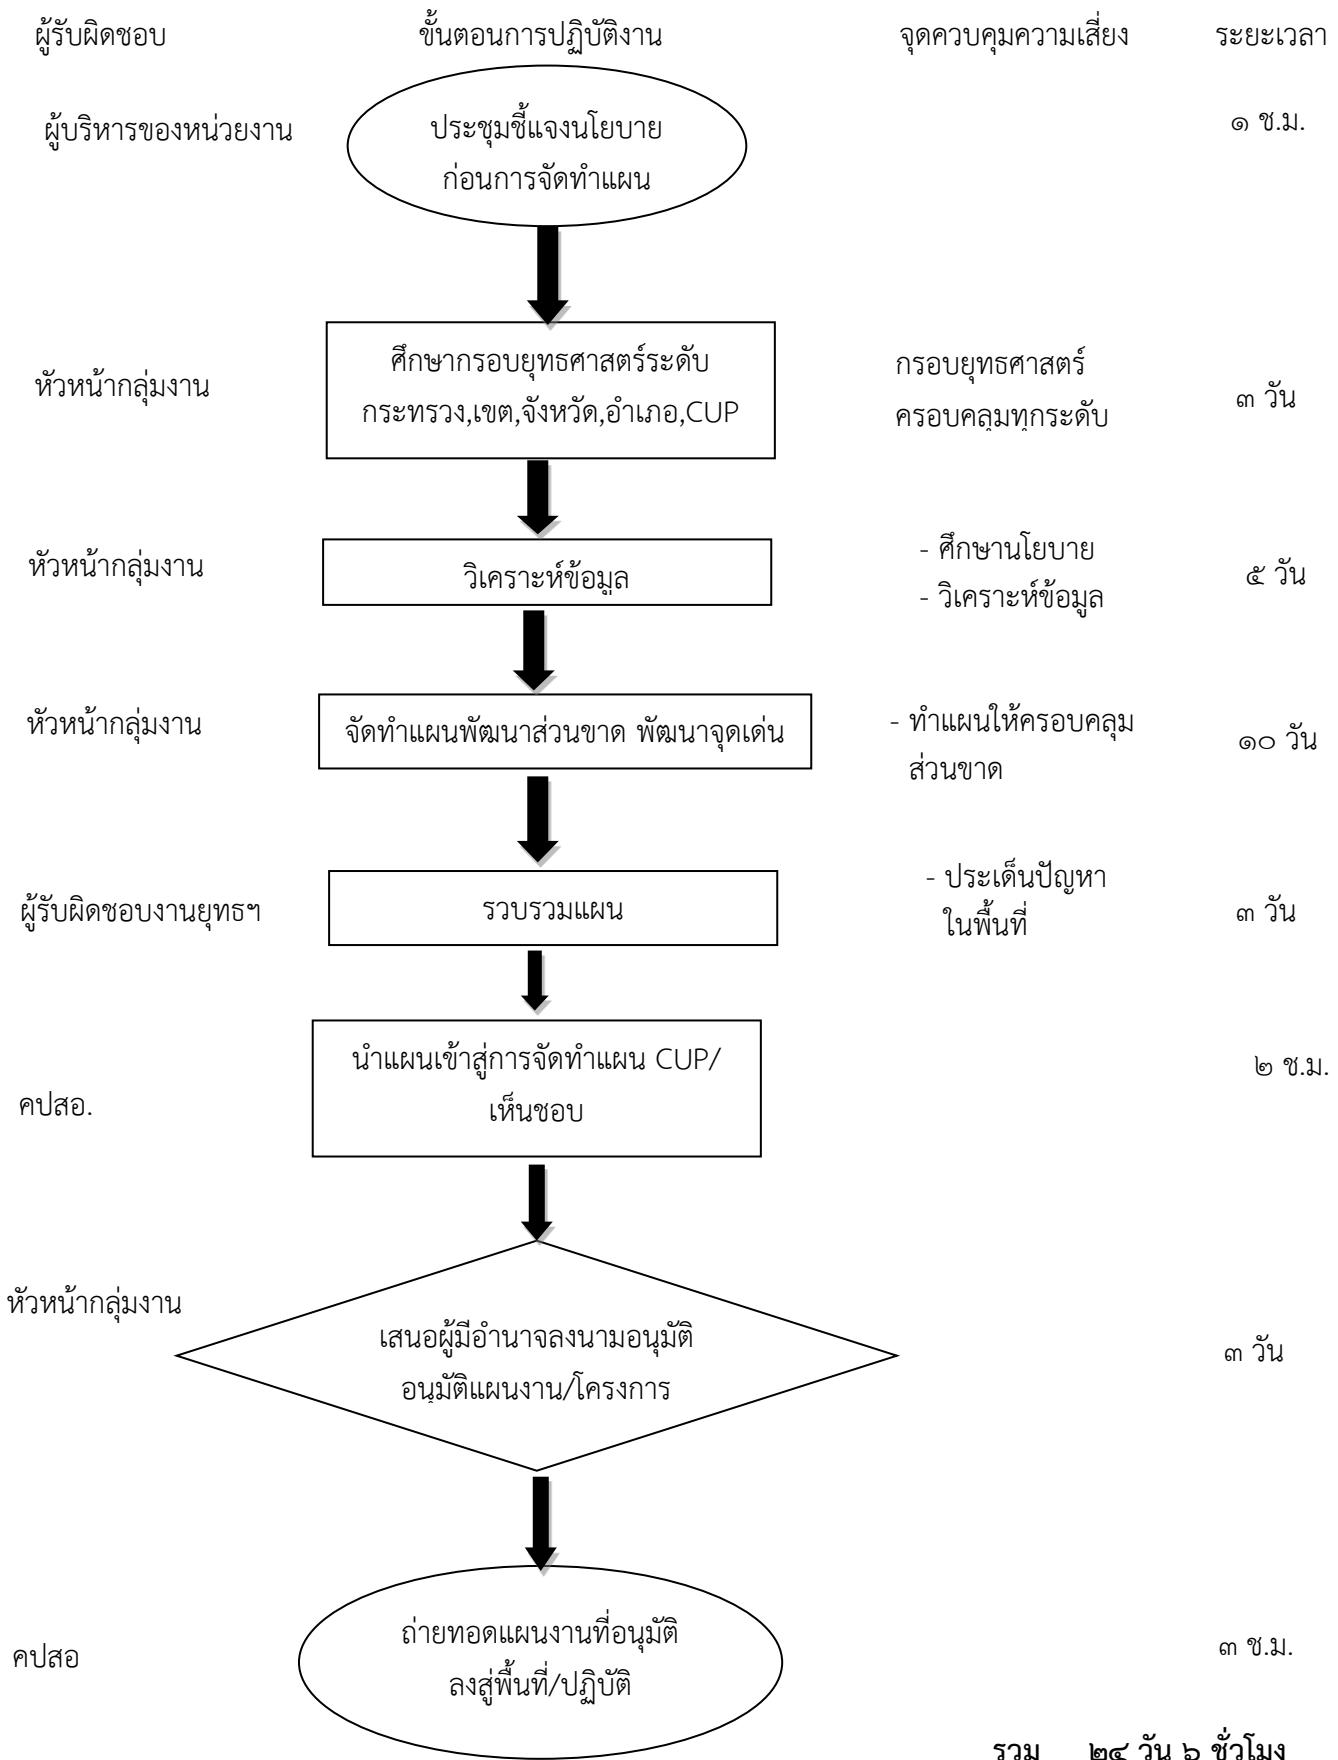 ผู้รับผิดชอบ ขั้นตอนการปฏิบัติงาน จุดควบคุมความเสี่ยง ระยะเวลา
ผู้บริหารของหน่วยงาน
ประชุมชี้แจงนโยบาย
ก่อนการจัดทำแผน
๑ ช.ม.
หัวหน้ากลุ่มงาน
ศึกษากรอบยุทธศาสตร์ระดับ
กระทรวง,เขต,จังหวัด,อำเภอ,CUP
กรอบยุทธศาสตร์
ครอบคลุมทุกระดับ
๓ วัน
หัวหน้ากลุ่มงาน
วิเคราะห์ข้อมูล
- ศึกษานโยบาย
- วิเคราะห์ข้อมูล
๕ วัน
หัวหน้ากลุ่มงาน
จัดทำแผนพัฒนาส่วนขาด พัฒนาจุดเด่น
- ทำแผนให้ครอบคลุม
ส่วนขาด
๑๐ วัน
ผู้รับผิดชอบงานยุทธฯ
รวบรวมแผน
- ประเด็นปัญหา
ในพื้นที่
๓ วัน
คปสอ.
นำแผนเข้าสู่การจัดทำแผน CUP/
เห็นชอบ
๒ ช.ม.
หัวหน้ากลุ่มงาน
เสนอผู้มีอำนาจลงนามอนุมัติ
อนุมัติแผนงาน/โครงการ
๓ วัน
คปสอ
ถ่ายทอดแผนงานที่อนุมัติ
ลงสู่พื้นที่/ปฏิบัติ
๓ ช.ม.
รวม ๒๔ วัน ๖ ชั่วโมง